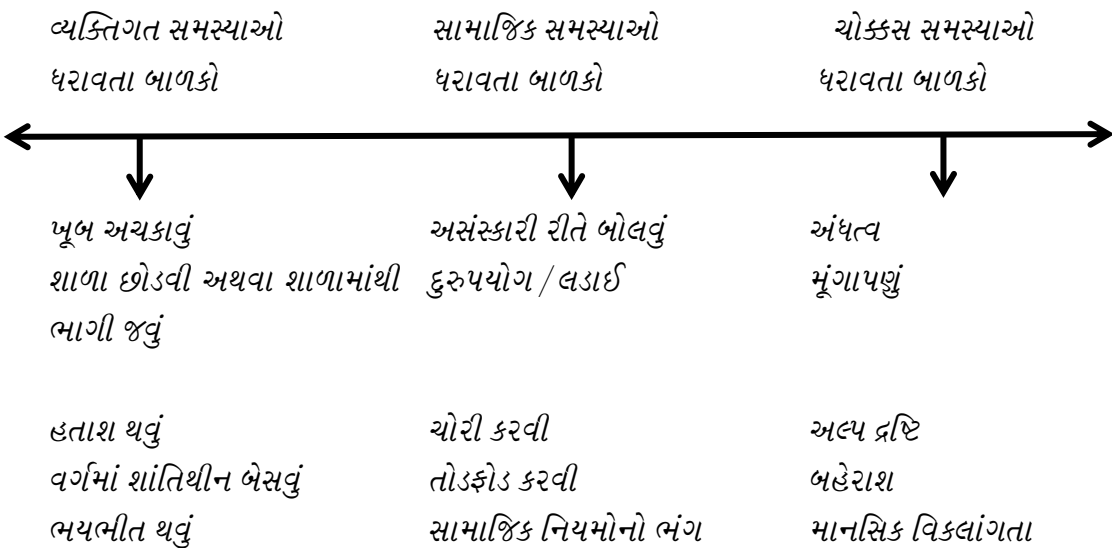 વ્યક્તિગત સમસ્યાઓ
ધરાવતા બાળકો
સામાજિક સમસ્યાઓ
ધરાવતા બાળકો
ચોક્કસ સમસ્યાઓ
ધરાવતા બાળકો
ખૂબ અચકાવું
શાળા છોડવી અથવા શાળામાંથી
ભાગી જવું
હતાશ થવું
વર્ગમાં શાંતિથીન બેસવું
ભયભીત થવું
અસંસ્કારી રીતે બોલવું
દુરુપયોગ / લડાઈ
ચોરી કરવી
તોડફોડ કરવી
સામાજિક નિયમોનો ભંગ
અંધત્વ
મૂંગાપણું
અલ્પ દ્રષ્ટિ
બહેરાશ
માનસિક વિકલાંગતા